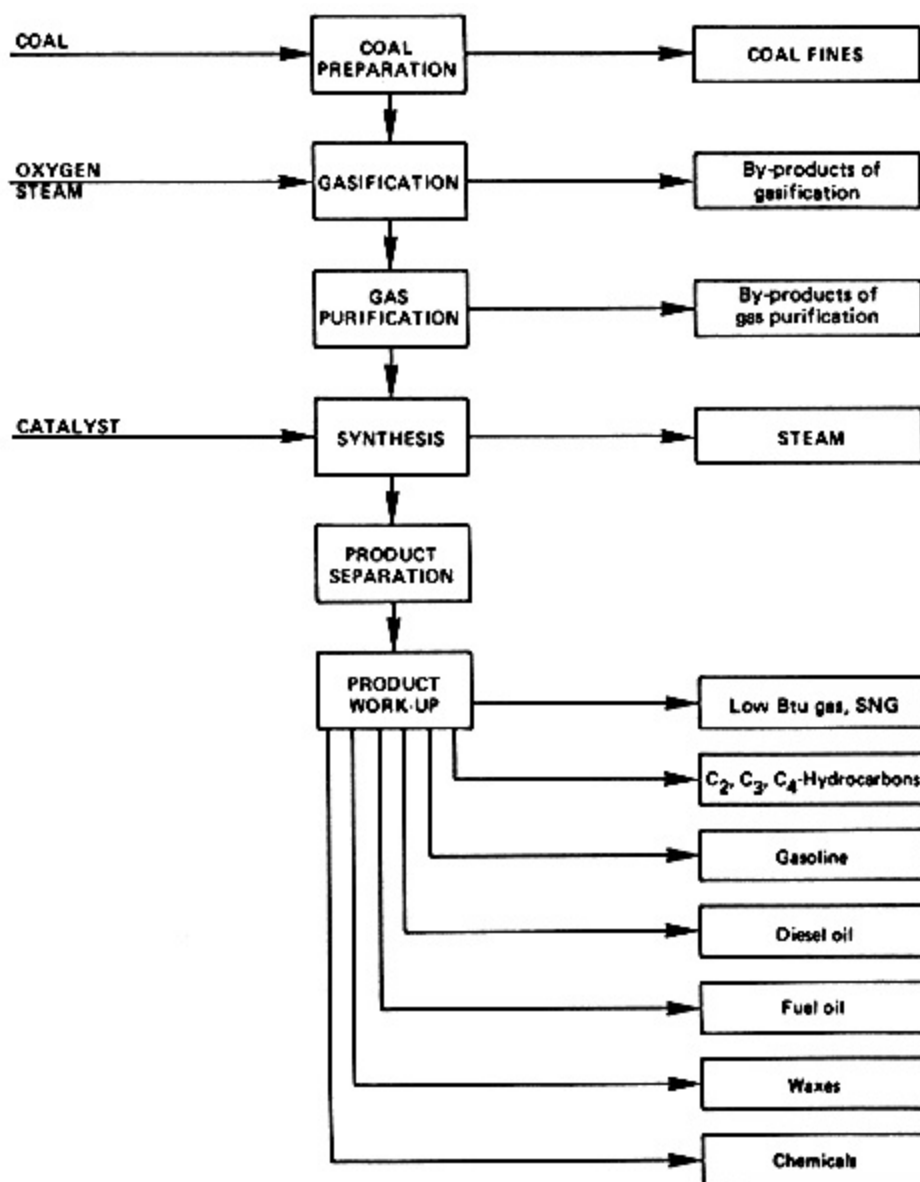 COAL
COAL
PREPARATION
COAL FINES
OXYGEN
STEAM
GASIFICATION
By-products of
gasification
GAS
PURIFICATION
By-products of
gas purification
CATALYST
SYNTHESIS
STEAM
PRODUCT
SEPARATION
PRODUCT
WORK-UP
Low Btu gas, SNG
C₂, C₃, C₄-Hydrocarbons
Gasoline
Diesel oil
Fuel oil
Waxes
Chemicals